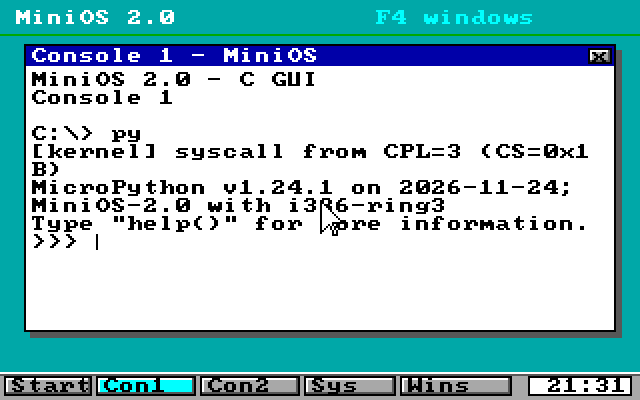 MiniOS 2.0 F4 windows
Console 1 - MiniOS
MiniOS 2.0 - C GUI
Console 1
C:\> py
[kernel] syscall from CPL=3 (CS=0x1
B)
MicroPython v1.24.1 on 2026-11-24;
MiniOS-2.0 with i386-ring3
Type "help()" for more information.
>>>
Start Con1 Con2 Sys Wins 21:31